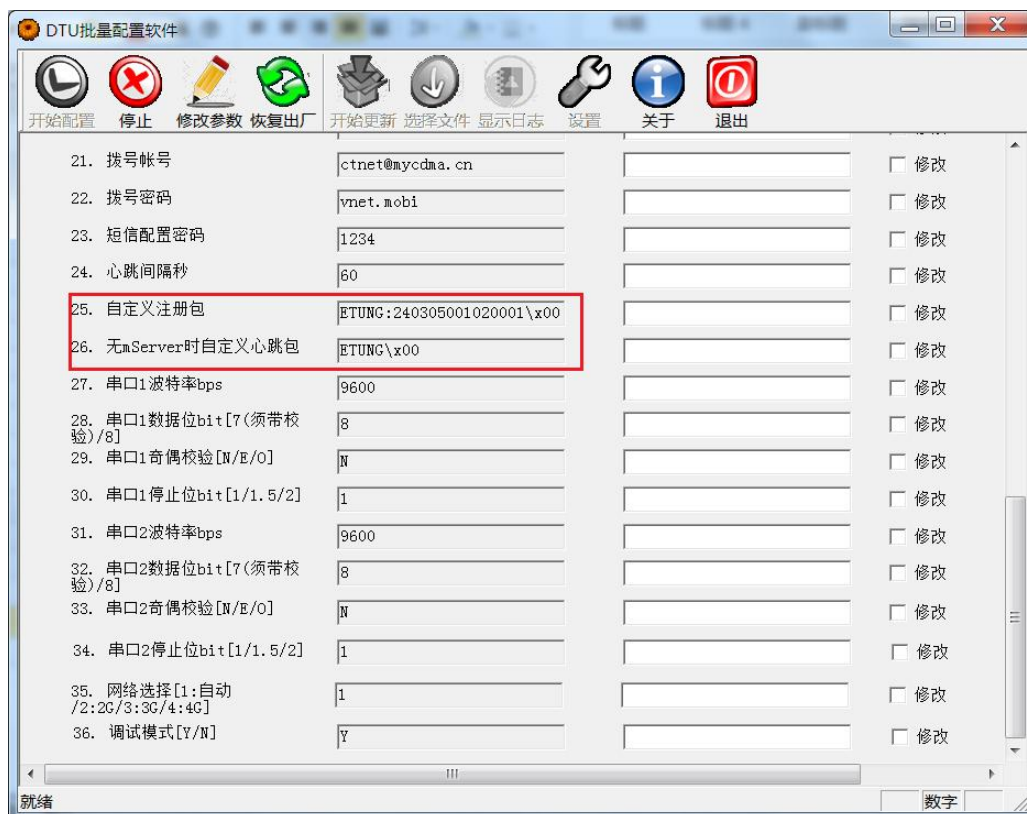 DTU批量配置软件
开始配置 停止 修改参数 恢复出厂 开始更新 选择文件 显示日志 设置 关于 退出
21. 拨号帐号 ctnet@mycdma.cn 修改
22. 拨号密码 vnet.mobi 修改
23. 短信配置密码 1234 修改
24. 心跳间隔秒 60 修改
25. 自定义注册包 ETUNG:240305001020001\x00 修改
26. 无mServer时自定义心跳包 ETUNG\x00 修改
27. 串口1波特率bps 9600 修改
28. 串口1数据位bit[7(须带校
验)/8] 8 修改
29. 串口1奇偶校验[N/E/O] N 修改
30. 串口1停止位bit[1/1.5/2] 1 修改
31. 串口2波特率bps 9600 修改
32. 串口2数据位bit[7(须带校
验)/8] 8 修改
33. 串口2奇偶校验[N/E/O] N 修改
34. 串口2停止位bit[1/1.5/2] 1 修改
35. 网络选择[1:自动
/2:2G/3:3G/4:4G] 1 修改
36. 调试模式[Y/N] Y 修改
就绪 数字